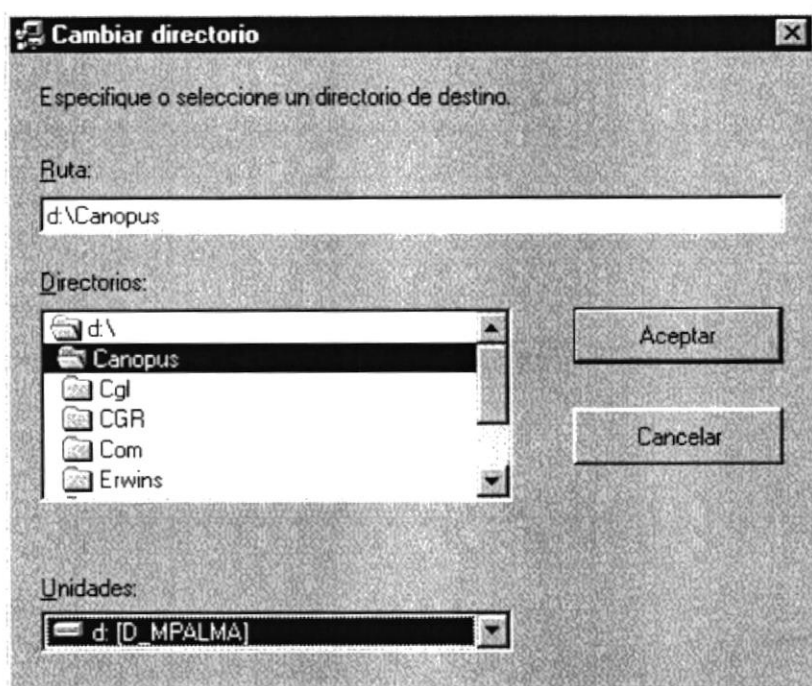 Cambiar directorio
Especifique o seleccione un directorio de destino.
Ruta:
d:\Canopus
Directorios:
d:\
Canopus
Cgl
CGR
Com
Erwins
Aceptar
Cancelar
Unidades:
d: [D_MPALMA]